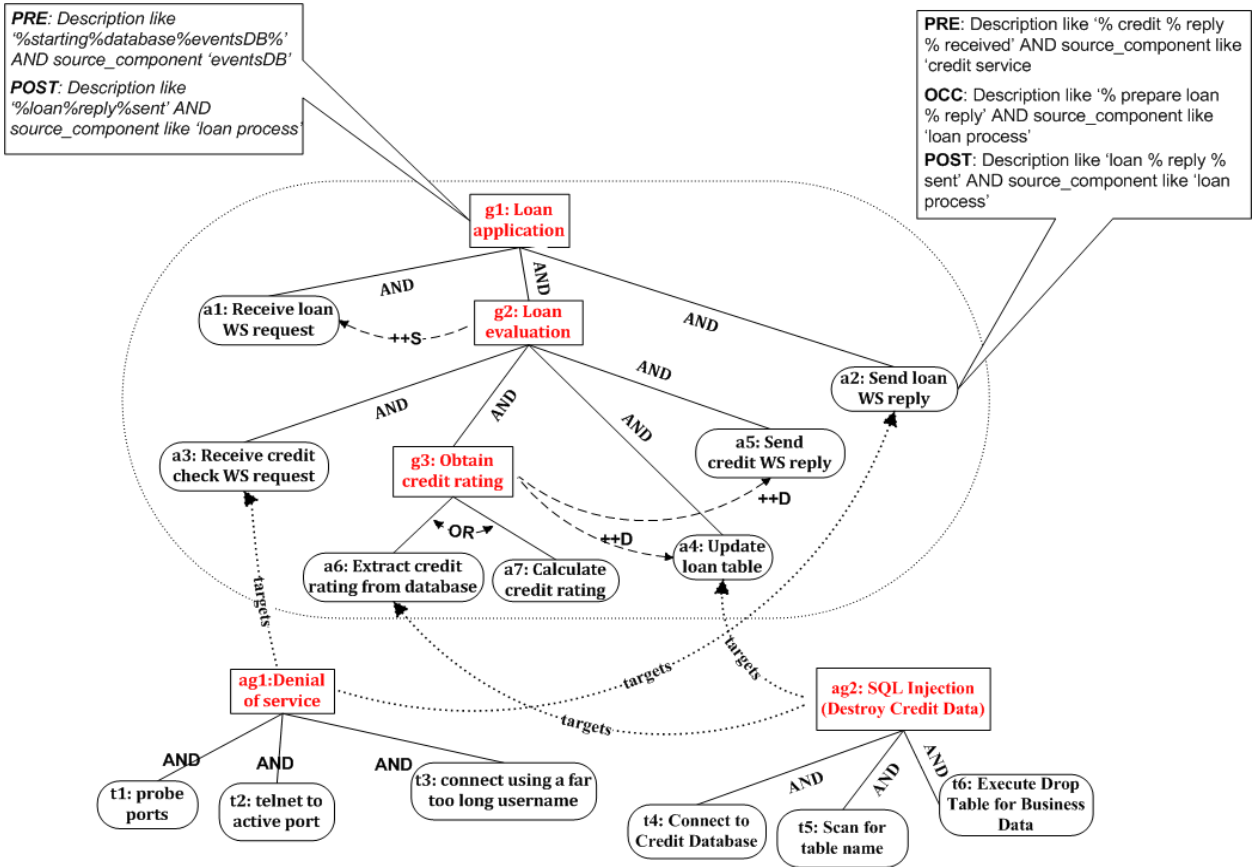 PRE: Description like
'%starting%database%eventsDB%'
AND source_component 'eventsDB'
POST: Description like
'%loan%reply%sent' AND
source_component like 'loan process'
PRE: Description like '% credit % reply
% received' AND source_component like
'credit service
OCC: Description like '% prepare loan
% reply' AND source_component like
'loan process'
POST: Description like 'loan % reply %
sent' AND source_component like 'loan
process'
g1: Loan
application
AND
AND
AND
a1: Receive loan
WS request
++S
g2: Loan
evaluation
a2: Send loan
WS reply
AND
AND
AND
AND
a3: Receive credit
check WS request
g3: Obtain
credit rating
a5: Send
credit WS reply
++D
++D
OR
a4: Update
loan table
a6: Extract credit
rating from database
a7: Calculate
credit rating
targets
targets
targets
targets
ag1:Denial
of service
ag2: SQL Injection
(Destroy Credit Data)
AND
AND
AND
t1: probe
ports
t2: telnet to
active port
t3: connect using a far
too long username
AND
AND
AND
t4: Connect to
Credit Database
t5: Scan for
table name
t6: Execute Drop
Table for Business
Data